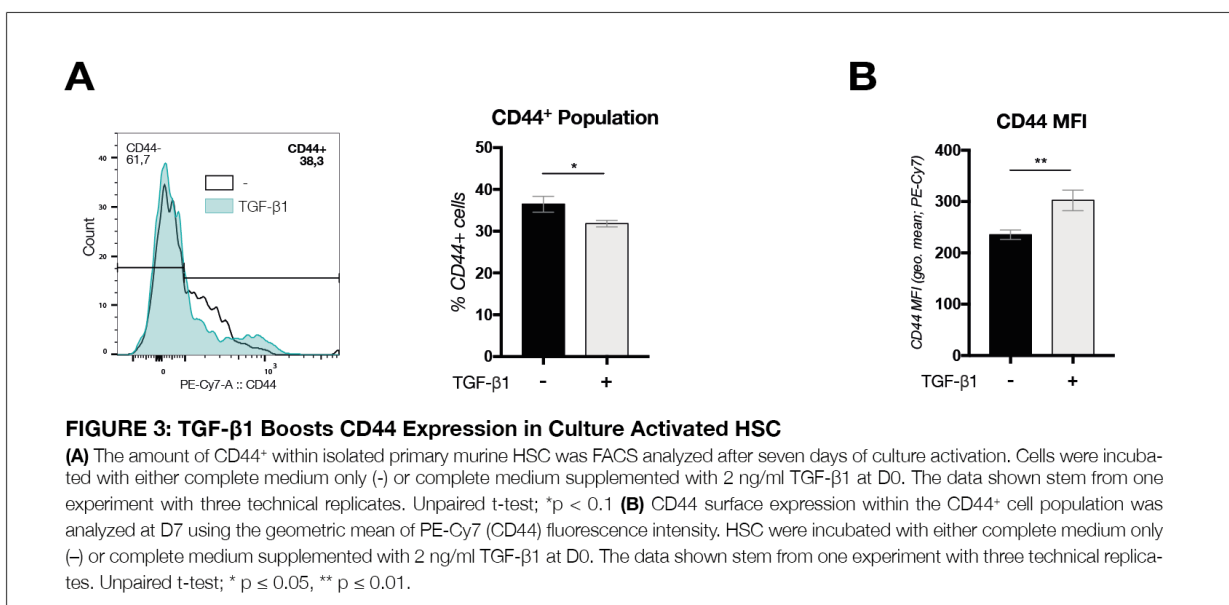 A
CD44-
61,7
CD44+
38,3
-
TGF-β1
Count
40
30
20
10
0
0
10³
PE-Cy7-A :: CD44
CD44⁺ Population
% CD44+ cells
50
40
30
20
10
0
*
TGF-β1 - +
B
CD44 MFI
CD44 MFI (geo. mean; PE-Cy7)
400
300
200
100
0
**
TGF-β1 - +
FIGURE 3: TGF-β1 Boosts CD44 Expression in Culture Activated HSC
(A) The amount of CD44⁺ within isolated primary murine HSC was FACS analyzed after seven days of culture activation. Cells were incuba-
ted with either complete medium only (-) or complete medium supplemented with 2 ng/ml TGF-β1 at D0. The data shown stem from one
experiment with three technical replicates. Unpaired t-test; *p < 0.1 (B) CD44 surface expression within the CD44⁺ cell population was
analyzed at D7 using the geometric mean of PE-Cy7 (CD44) fluorescence intensity. HSC were incubated with either complete medium only
(–) or complete medium supplemented with 2 ng/ml TGF-β1 at D0. The data shown stem from one experiment with three technical replica-
tes. Unpaired t-test; * p ≤ 0.05, ** p ≤ 0.01.